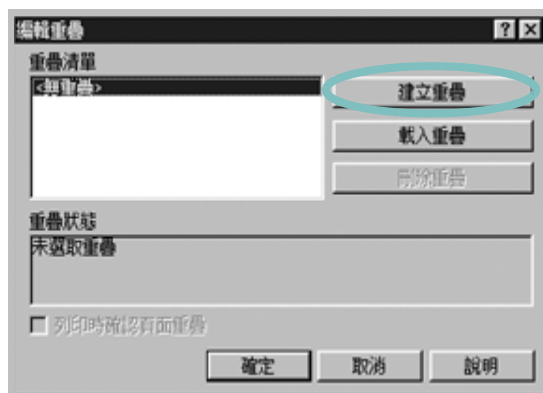 編輯重疊
重疊清單
<無重疊>
建立重疊
載入重疊
刪除重疊
重疊狀態
未選取重疊
列印時確認頁面重疊
確定 取消 說明